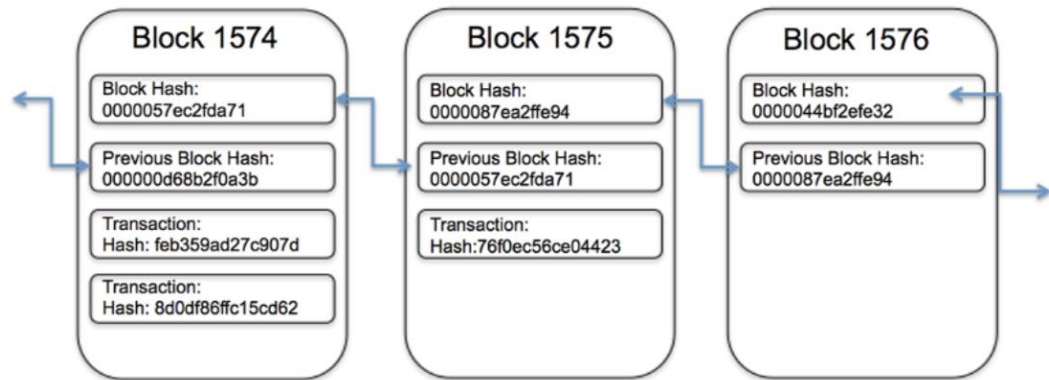 Block 1574
Block Hash:
0000057ec2fda71
Previous Block Hash:
000000d68b2f0a3b
Transaction:
Hash: feb359ad27c907d
Transaction:
Hash: 8d0df86ffc15cd62
Block 1575
Block Hash:
0000087ea2ffe94
Previous Block Hash:
0000057ec2fda71
Transaction:
Hash:76f0ec56ce04423
Block 1576
Block Hash:
0000044bf2efe32
Previous Block Hash:
0000087ea2ffe94